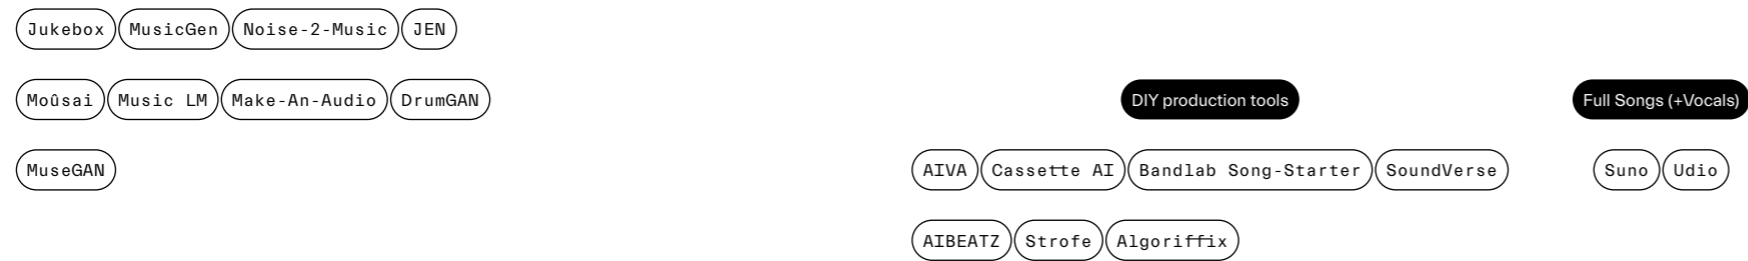 Jukebox MusicGen Noise-2-Music JEN
Moûsai Music LM Make-An-Audio DrumGAN
MuseGAN
DIY production tools
AIVA Cassette AI Bandlab Song-Starter SoundVerse
AIBEATZ Strofe Algoriffix
Full Songs (+Vocals)
Suno Udio